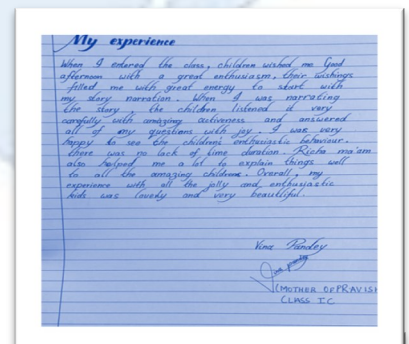 My experience
When I entered the class, children wished me Good
afternoon with a great enthusiasm, their wishings
filled me with great energy to start with
my story narration. When I was narrating
the story, the children listened it very
carefully with amazing activeness and answered
all of my questions with joy. I was very
happy to see the children's enthusiastic behaviour.
there was no lack of time duration. Richa ma'am
also helped me a lot to explain things well
to all the amazing children. Overall, my
experience with all the jolly and enthusiastic
kids was lovely and very beautiful.
Vina Pandey
Vina pandey
(MOTHER OF PRAVISH
CLASS I.C